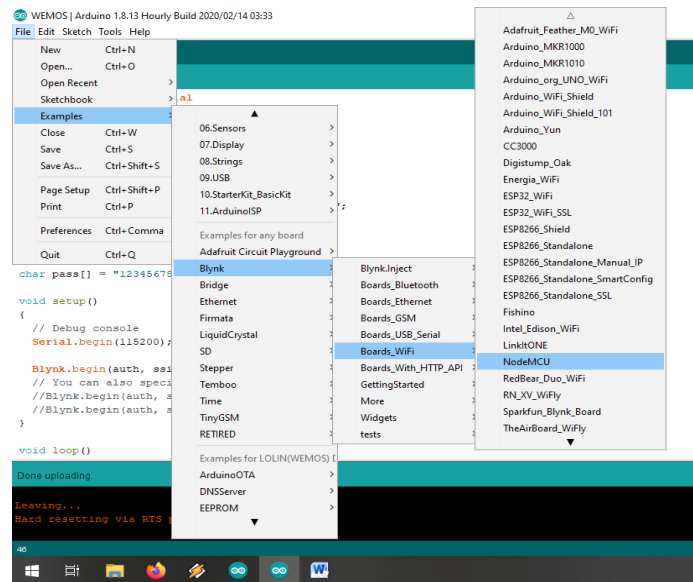 WEMOS | Arduino 1.8.13 Hourly Build 2020/02/14 03:33
File Edit Sketch Tools Help
New Ctrl+N
Open... Ctrl+O
Open Recent
Sketchbook
Examples
Close Ctrl+W
Save Ctrl+S
Save As... Ctrl+Shift+S
Page Setup Ctrl+Shift+P
Print Ctrl+P
Preferences Ctrl+Comma
Quit Ctrl+Q
06.Sensors
07.Display
08.Strings
09.USB
10.StarterKit_BasicKit
11.ArduinoISP
Examples for any board
Adafruit Circuit Playground
Blynk
Bridge
Ethernet
Firmata
LiquidCrystal
SD
Stepper
Temboo
Time
TinyGSM
RETIRED
Examples for LOLIN(WEMOS)
ArduinoOTA
DNSServer
EEPROM
Blynk.Inject
Boards_Bluetooth
Boards_Ethernet
Boards_GSM
Boards_USB_Serial
Boards_WiFi
Boards_With_HTTP_API
GettingStarted
More
Widgets
tests
Adafruit_Feather_M0_WiFi
Arduino_MKR1000
Arduino_MKR1010
Arduino_org_UNO_WiFi
Arduino_WiFi_Shield
Arduino_WiFi_Shield_101
Arduino_Yun
CC3000
Digistump_Oak
Energia_WiFi
ESP32_WiFi
ESP32_WiFi_SSL
ESP8266_Shield
ESP8266_Standalone
ESP8266_Standalone_Manual_IP
ESP8266_Standalone_SmartConfig
ESP8266_Standalone_SSL
Fishino
Intel_Edison_WiFi
LinkItONE
NodeMCU
RedBear_Duo_WiFi
RN_XV_WiFly
Sparkfun_Blynk_Board
TheAirBoard_WiFly
al
";
char pass[] = "12345678
void setup()
{
// Debug console
Serial.begin(115200);
Blynk.begin(auth, ssi
// You can also speci
//Blynk.begin(auth, s
//Blynk.begin(auth, s
}
void loop()
Done uploading.
Leaving...
Hard resetting via RTS
46